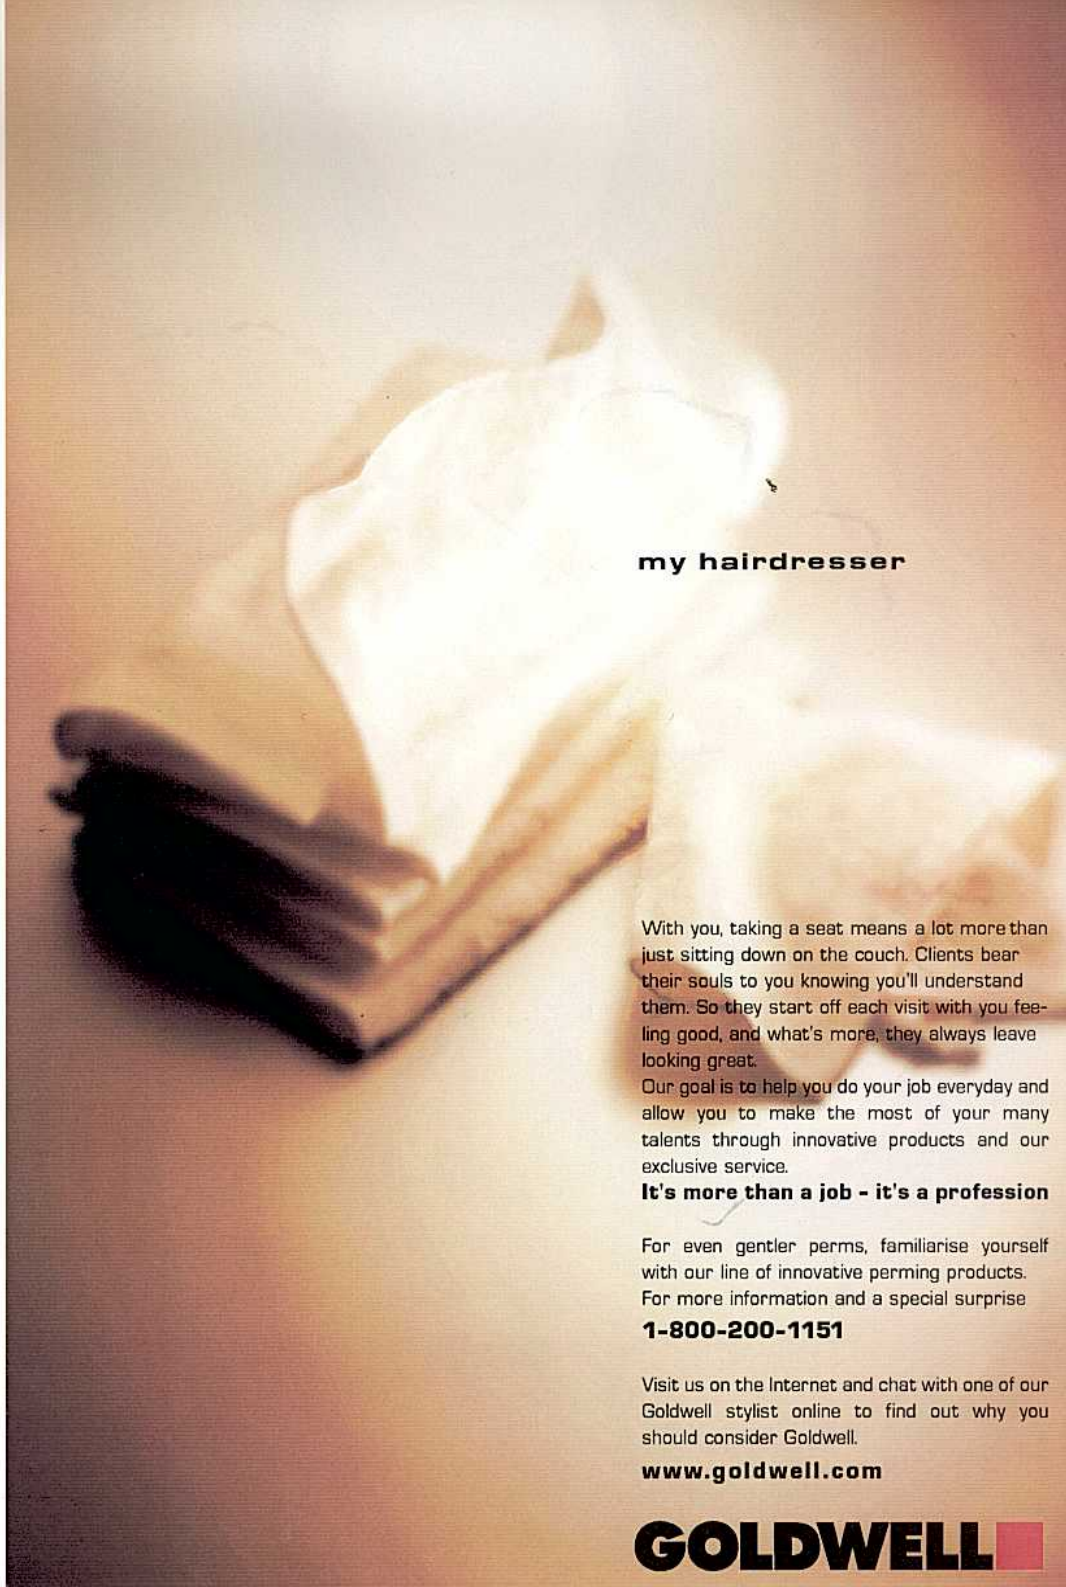 my hairdresser
With you, taking a seat means a lot more than
just sitting down on the couch. Clients bear
their souls to you knowing you'll understand
them. So they start off each visit with you fee-
ling good, and what's more, they always leave
looking great.
Our goal is to help you do your job everyday and
allow you to make the most of your many
talents through innovative products and our
exclusive service.
It's more than a job - it's a profession
For even gentler perms, familiarise yourself
with our line of innovative perming products.
For more information and a special surprise
1-800-200-1151
Visit us on the Internet and chat with one of our
Goldwell stylist online to find out why you
should consider Goldwell.
www.goldwell.com
GOLDWELL